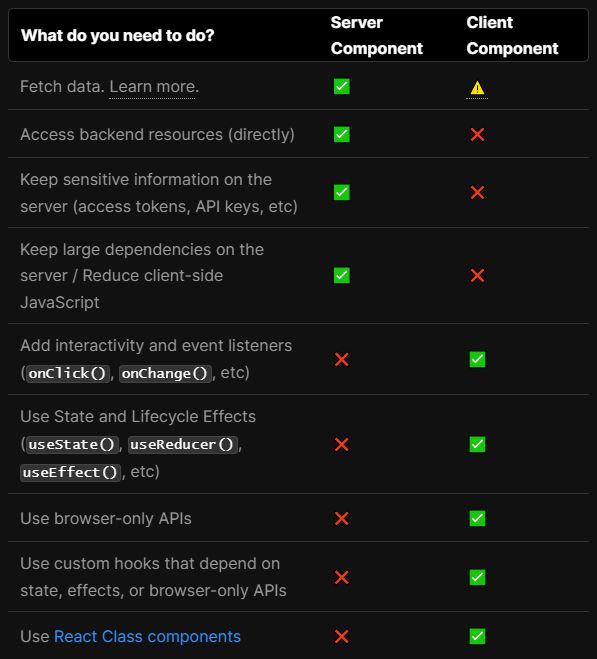 What do you need to do?
Server
Component
Client
Component
Fetch data. Learn more.
Access backend resources (directly)
Keep sensitive information on the
server (access tokens, API keys, etc)
Keep large dependencies on the
server / Reduce client-side
JavaScript
Add interactivity and event listeners
(onClick(), onChange(), etc)
Use State and Lifecycle Effects
(useState(), useReducer(),
useEffect(), etc)
Use browser-only APIs
Use custom hooks that depend on
state, effects, or browser-only APIs
Use React Class components